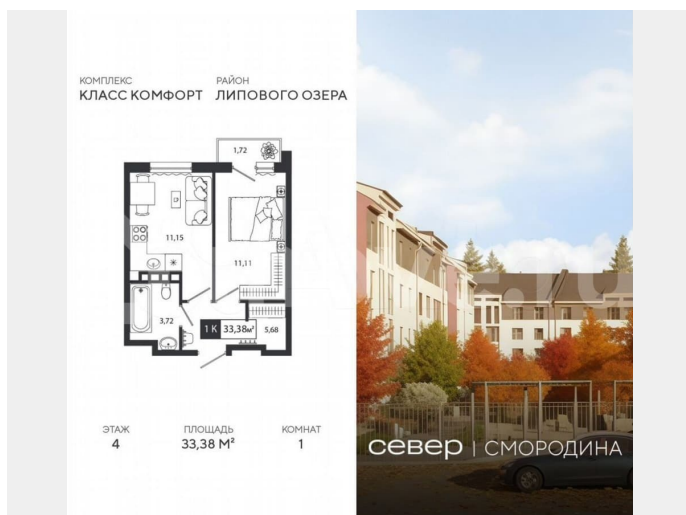 КОМПЛЕКС
КЛАСС КОМФОРТ
РАЙОН
ЛИПОВОГО ОЗЕРА
1,72
11,15
11,11
3,72
1 К 33,38м²
5,68
ЭТАЖ
4
ПЛОЩАДЬ
33,38 М²
КОМНАТ
1
север | СМОРОДИНА